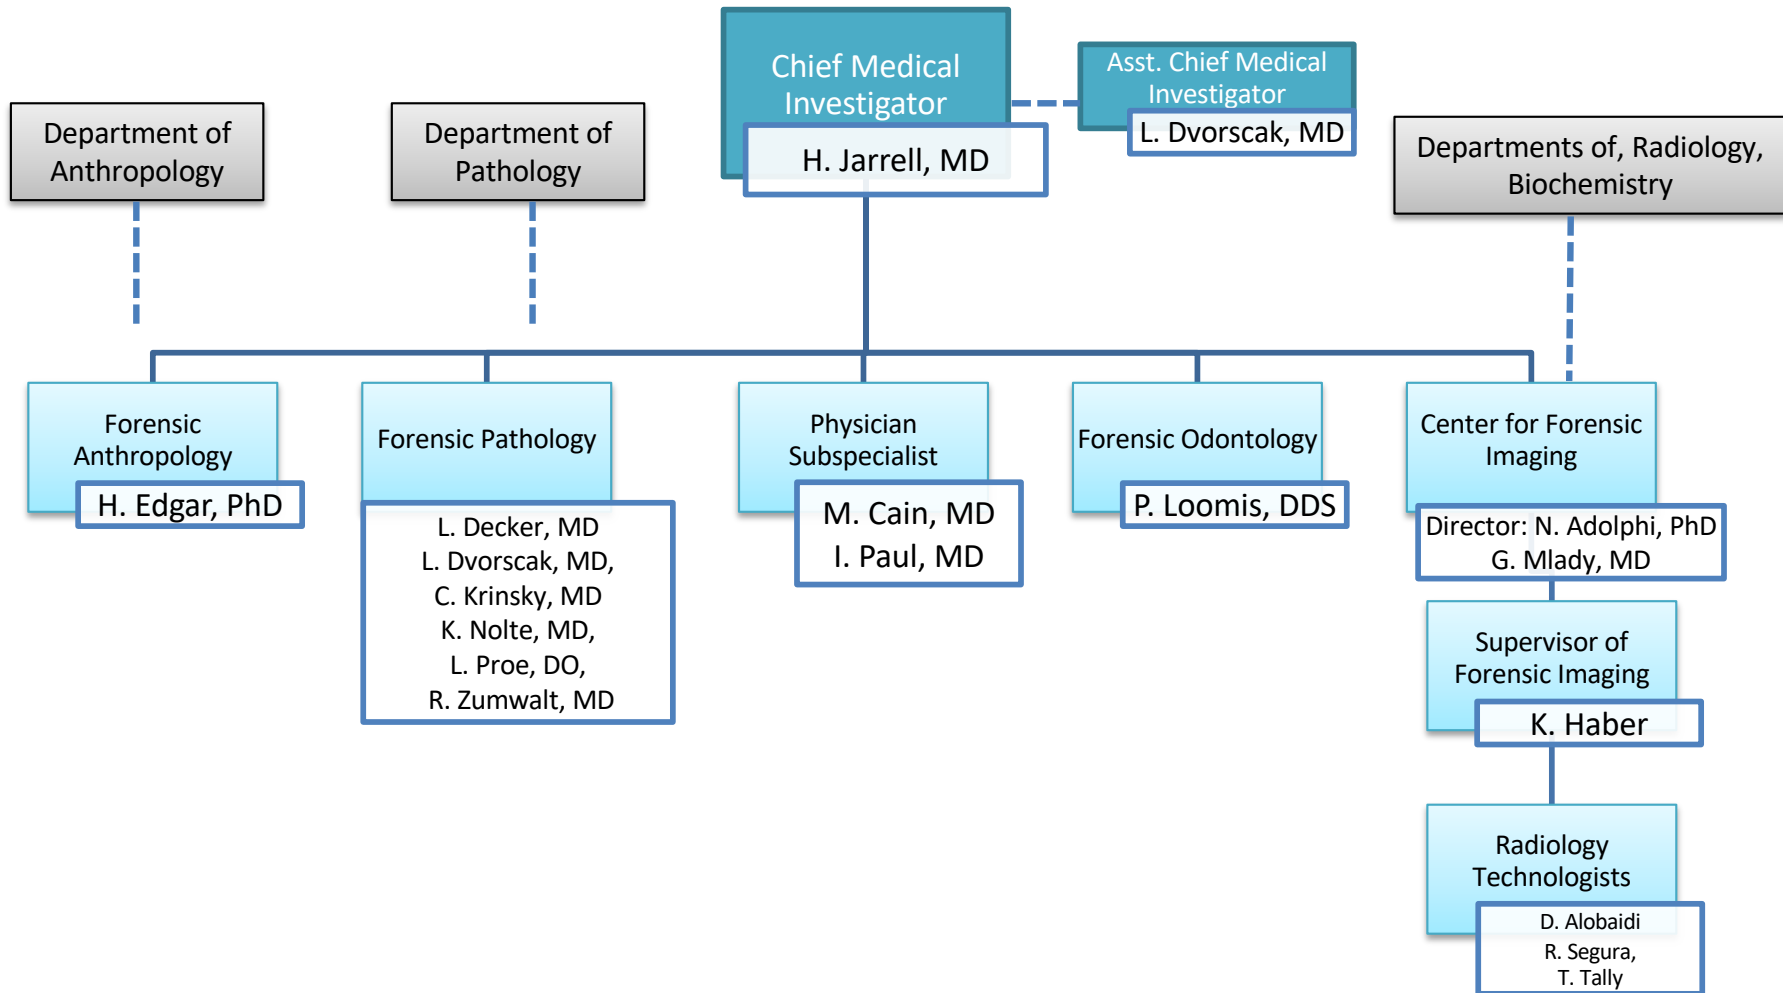 Chief Medical
Investigator
H. Jarrell, MD
Asst. Chief Medical
Investigator
L. Dvorscak, MD
Department of
Anthropology
Department of
Pathology
Departments of, Radiology,
Biochemistry
Forensic
Anthropology
H. Edgar, PhD
Forensic Pathology
L. Decker, MD
L. Dvorscak, MD,
C. Krinsky, MD
K. Nolte, MD,
L. Proe, DO,
R. Zumwalt, MD
Physician
Subspecialist
M. Cain, MD
I. Paul, MD
Forensic Odontology
P. Loomis, DDS
Center for Forensic
Imaging
Director: N. Adolphi, PhD
G. Mlady, MD
Supervisor of
Forensic Imaging
K. Haber
Radiology
Technologists
D. Alobaidi
R. Segura,
T. Tally